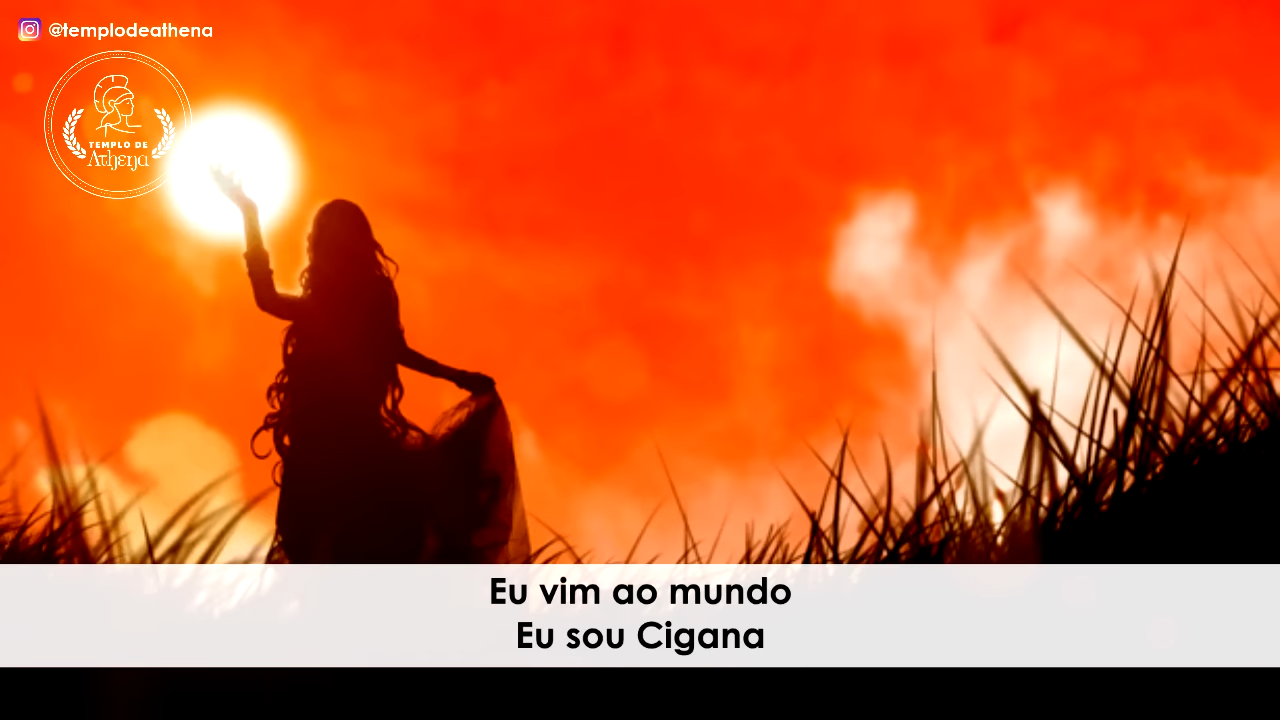 @templodeathena
TEMPLO DE
Athena
Eu vim ao mundo
Eu sou Cigana